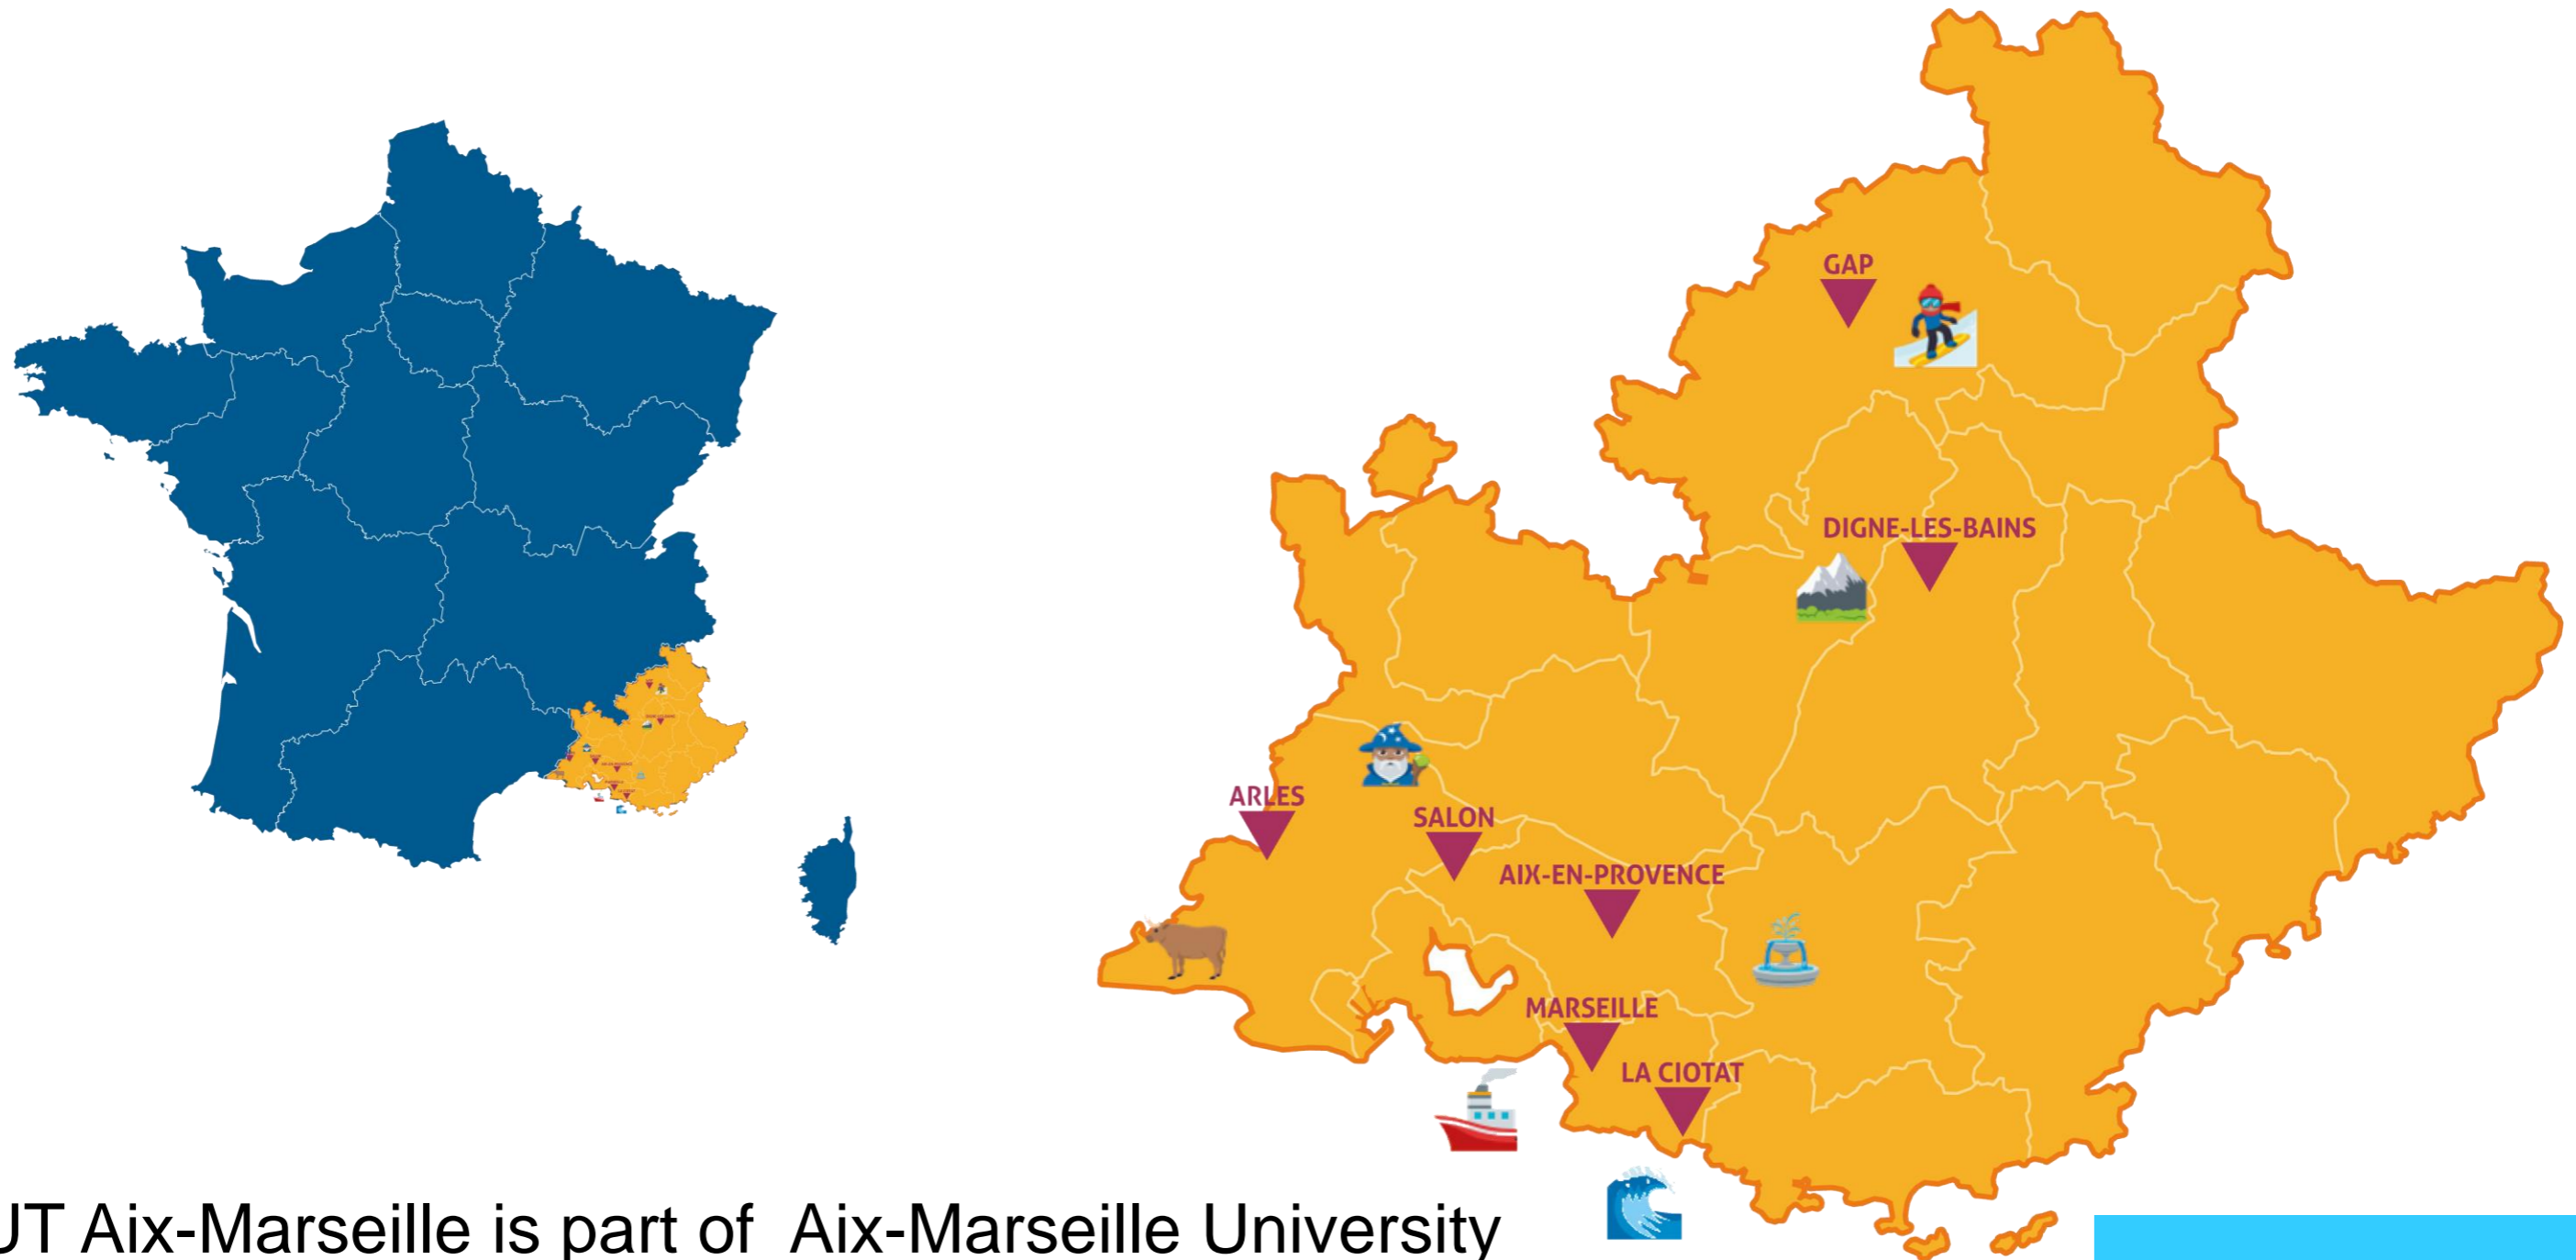 GAP
DIGNE-LES-BAINS
ARLES
SALON
AIX-EN-PROVENCE
MARSEILLE
LA CIOTAT
UT Aix-Marseille is part of Aix-Marseille University